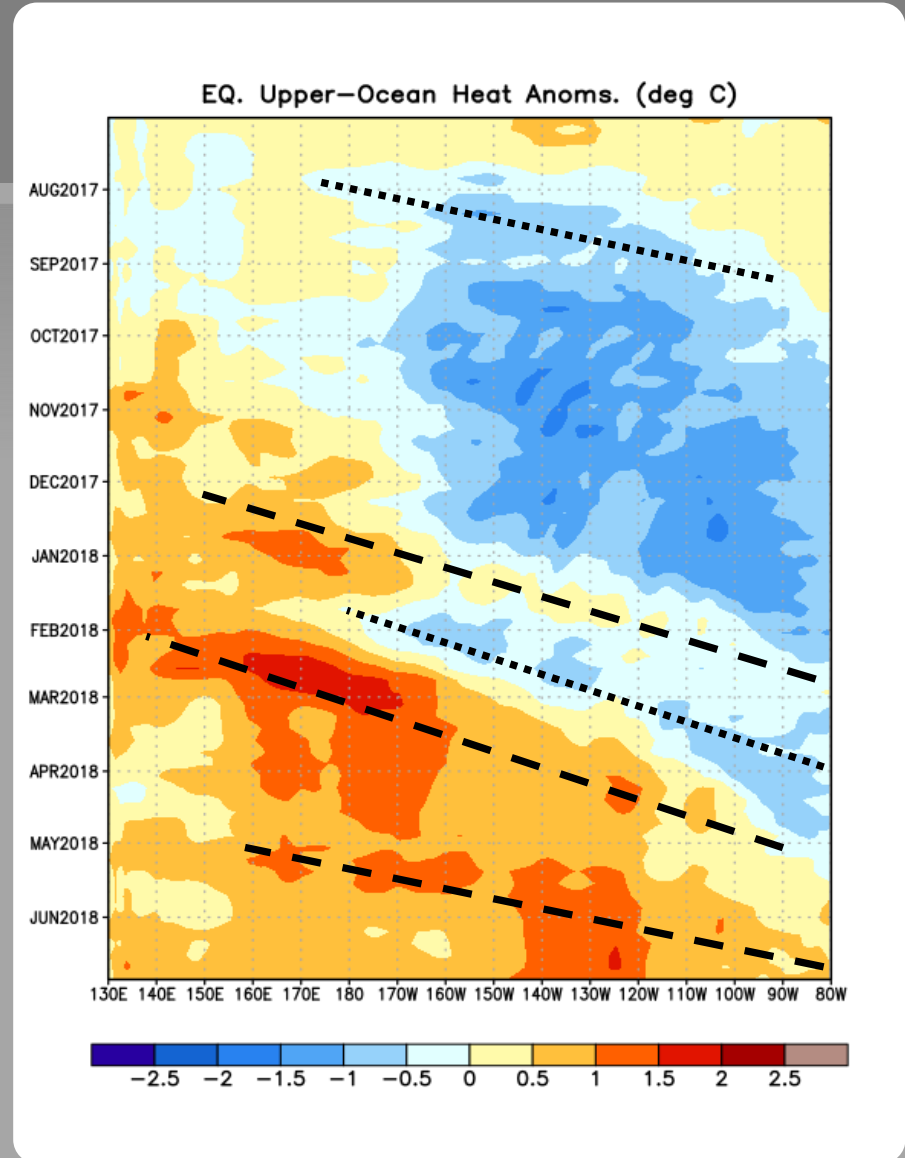 EQ. Upper-Ocean Heat Anoms. (deg C)
AUG2017
SEP2017
OCT2017
NOV2017
DEC2017
JAN2018
FEB2018
MAR2018
APR2018
MAY2018
JUN2018
130E 140E 150E 160E 170E 180 170W 160W 150W 140W 130W 120W 110W 100W 90W 80W
−2.5 −2 −1.5 −1 −0.5 0 0.5 1 1.5 2 2.5